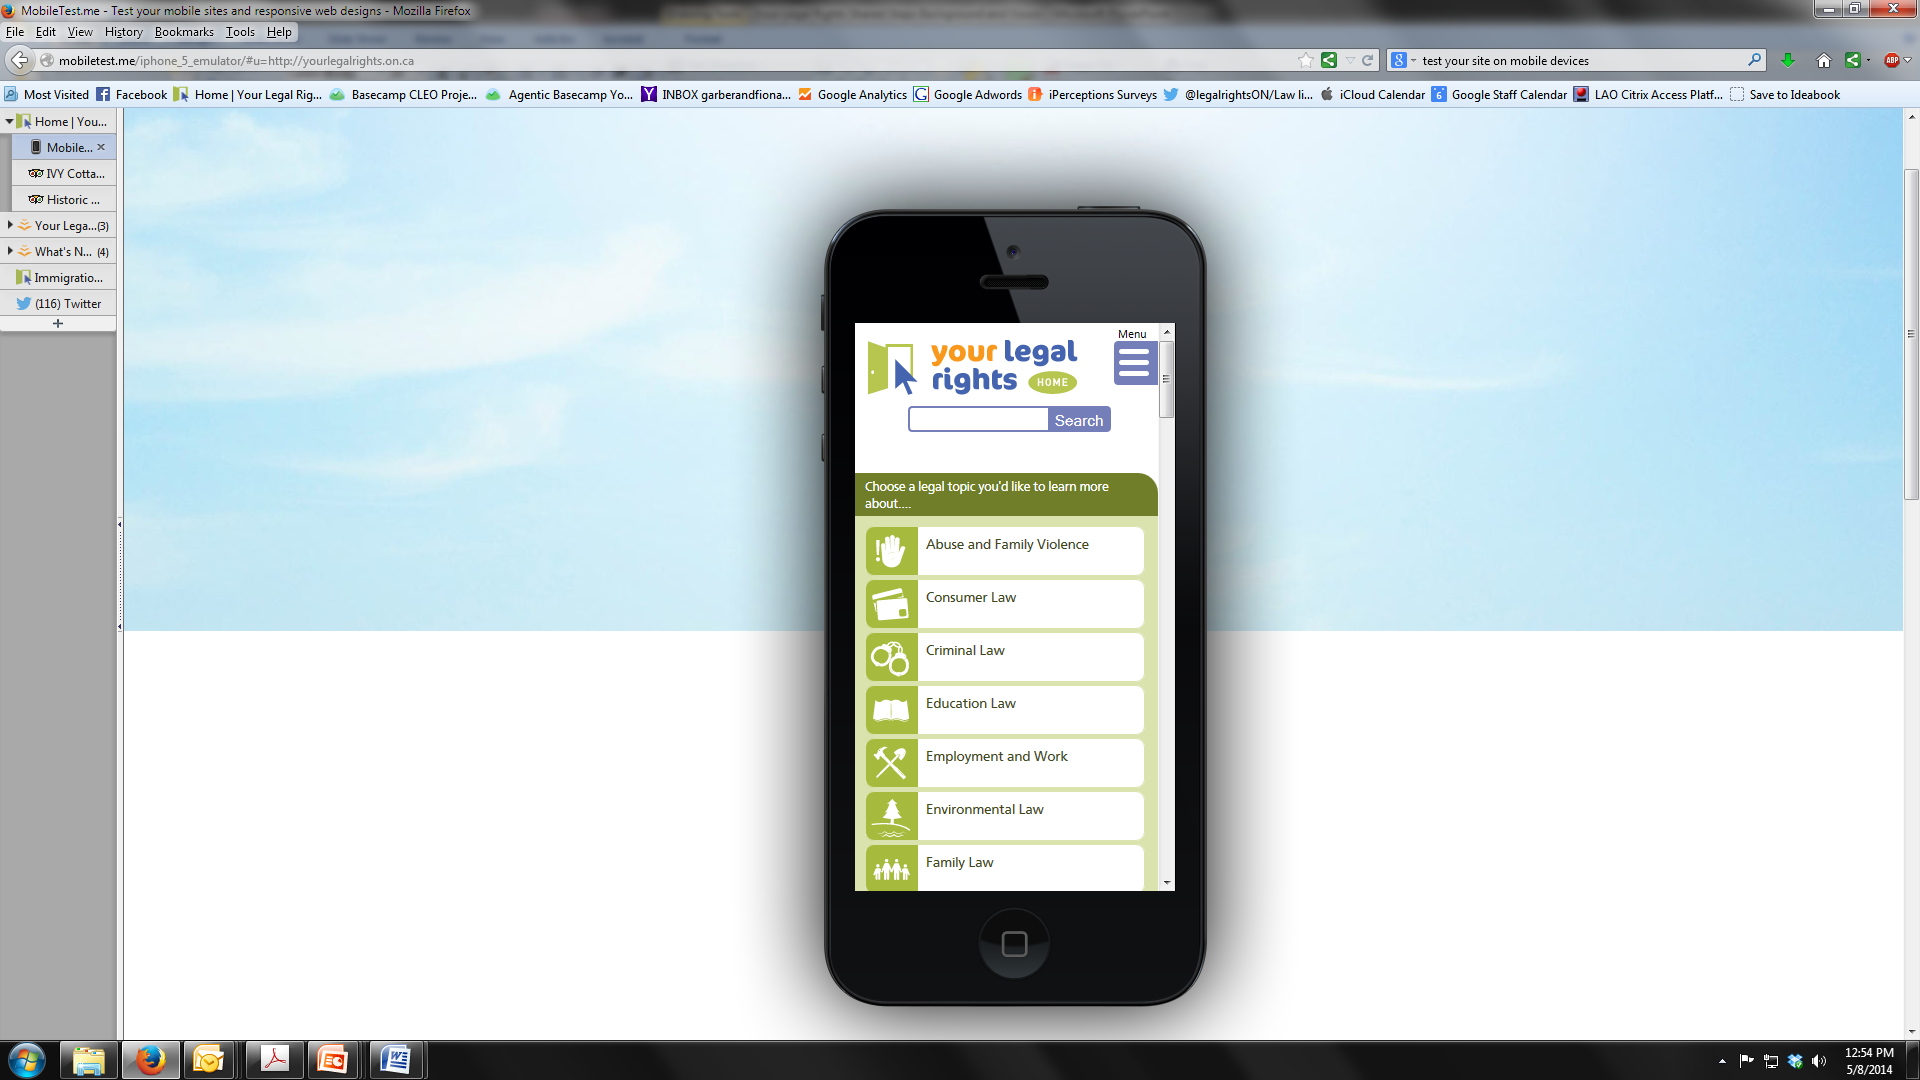 MobileTest.me - Test your mobile sites and responsive web designs - Mozilla Firefox
File Edit View History Bookmarks Tools Help
mobiletest.me/iphone_5_emulator/#u=http://yourlegalrights.on.ca
test your site on mobile devices
ABP
Most Visited Facebook Home | Your Legal Rig... Basecamp CLEO Proje... Agentic Basecamp Yo... INBOX garberandfiona... Google Analytics Google Adwords iPerceptions Surveys @legalrightsON/Law li... iCloud Calendar Google Staff Calendar LAO Citrix Access Platf... Save to Ideabook
Home | You...
Mobile...
IVY Cotta...
Historic ...
Your Lega...(3)
What's N... (4)
Immigratio...
(116) Twitter
Menu
your legal
rights HOME
Search
Choose a legal topic you'd like to learn more
about....
Abuse and Family Violence
Consumer Law
Criminal Law
Education Law
Employment and Work
Environmental Law
Family Law
12:54 PM
5/8/2014